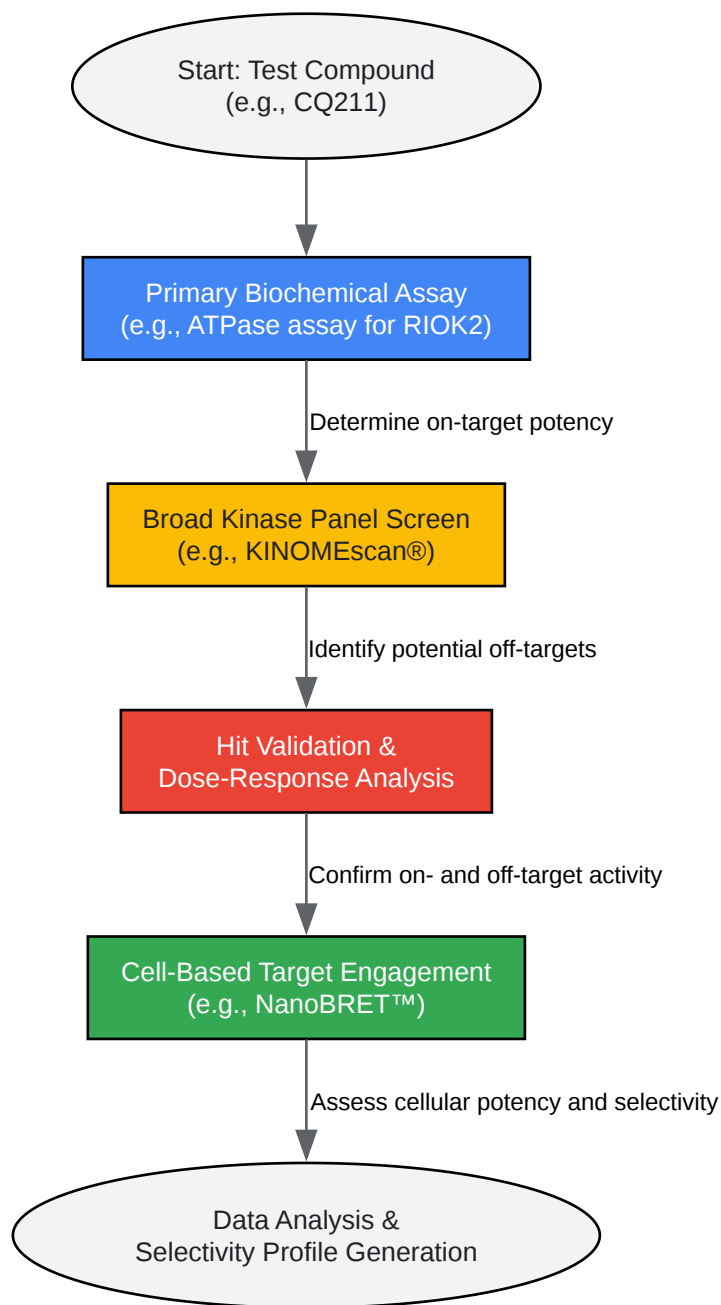 Start: Test Compound
(e.g., CQ211)
Primary Biochemical Assay
(e.g., ATPase assay for RIOK2)
Determine on-target potency
Broad Kinase Panel Screen
(e.g., KINOMEscan®)
Identify potential off-targets
Hit Validation &
Dose-Response Analysis
Confirm on- and off-target activity
Cell-Based Target Engagement
(e.g., NanoBRET™)
Assess cellular potency and selectivity
Data Analysis &
Selectivity Profile Generation